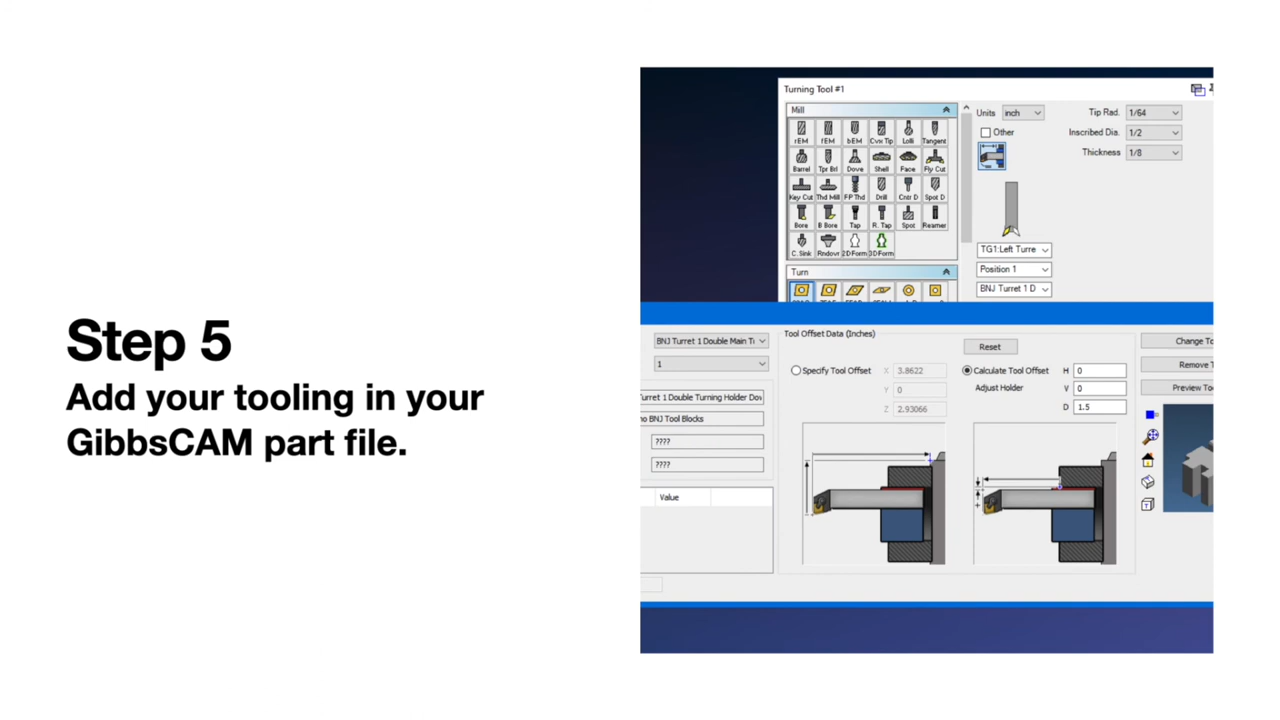 Step 5
Add your tooling in your
GibbsCAM part file.
Turning Tool #1
Mill
rEM fEM bEM Cvx Tip Lolli Tangent
Barrel Tpr Brl Dove Shell Face Fly Cut
Key Cut Thd Mill FP Thd Drill Cntr D Spot D
Bore B Bore Tap R. Tap Spot Reamer
C. Sink Rndovr 2D Form 3D Form
Turn
Units inch
Other
Tip Rad. 1/64
Inscribed Dia. 1/2
Thickness 1/8
TG1:Left Turre
Position 1
BNJ Turret 1 D
BNJ Turret 1 Double Main Tu
1
urret 1 Double Turning Holder Dov
no BNJ Tool Blocks
????
????
Value
Tool Offset Data (Inches)
Reset
Specify Tool Offset X 3.8622
Y 0
Z 2.93066
Calculate Tool Offset H 0
Adjust Holder V 0
D 1.5
Change To
Remove T
Preview Too
T